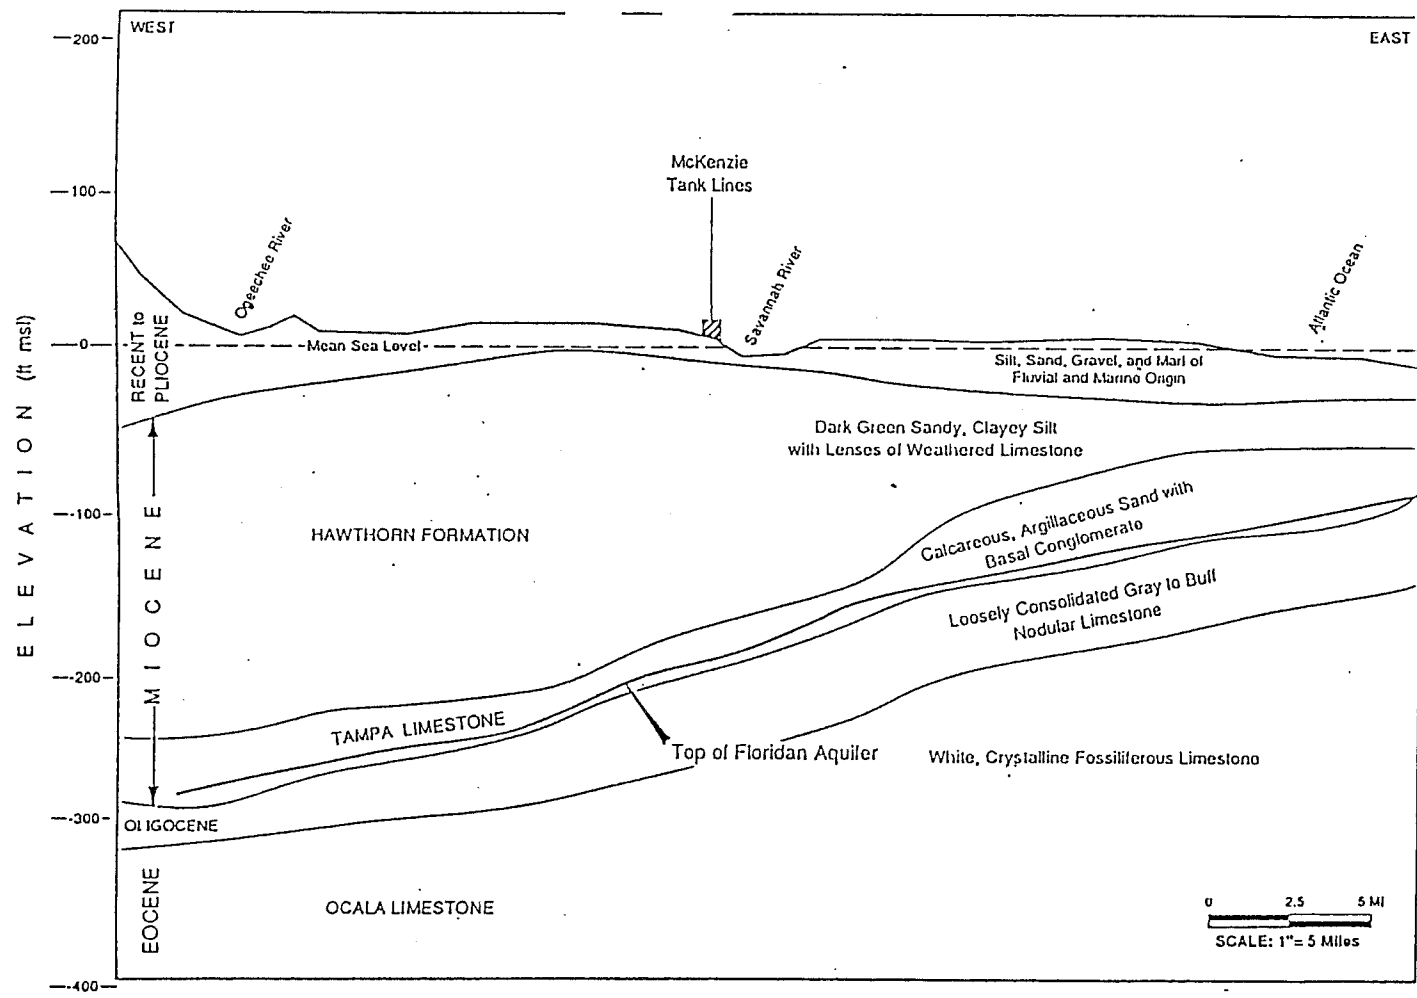 WEST
EAST
200
100
0
-100
-200
-300
-400
ELEVATION (ft msl)
McKenzie
Tank Lines
Ogeechee River
Savannah River
Atlantic Ocean
RECENT to
PLIOCENE
Mean Sea Level
Silt, Sand, Gravel, and Marl of
Fluvial and Marine Origin
Dark Green Sandy, Clayey Silt
with Lenses of Weathered Limestone
MIOCENE
HAWTHORN FORMATION
Calcareous, Argillaceous Sand with
Basal Conglomerate
Loosely Consolidated Gray to Buff
Nodular Limestone
TAMPA LIMESTONE
Top of Floridan Aquifer
White, Crystalline Fossiliferous Limestone
OLIGOCENE
EOCENE
OCALA LIMESTONE
0 2.5 5 MI
SCALE: 1"= 5 Miles